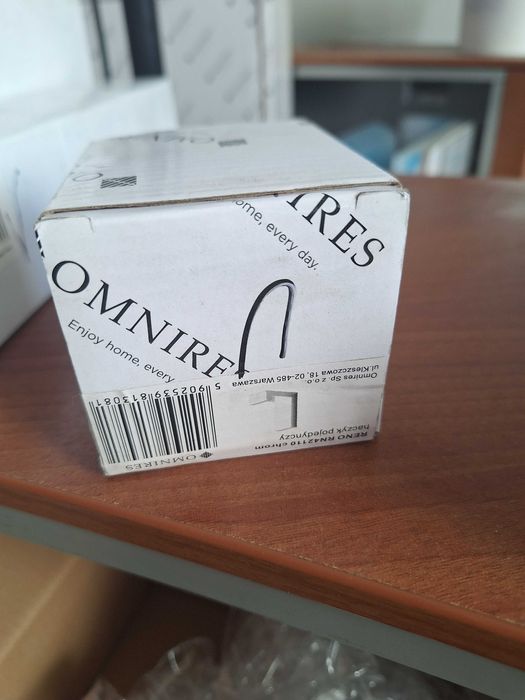 OMNIRES
ome, every day.
OMNIRE
Enjoy home, every
RENO RN42110 chrom
haczyk pojedynczy
Omnires Sp. z o.o.
ul.Kleszczowa 18, 02-485 Warszawa
5 902539 813081
OMNIRES